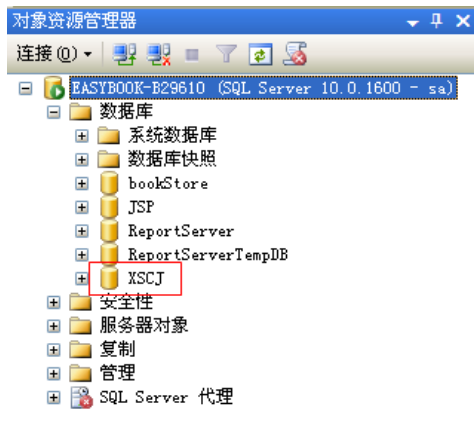 对象资源管理器
连接(O)
EASYBOOK-B29610 (SQL Server 10.0.1600 - sa)
数据库
系统数据库
数据库快照
bookStore
JSP
ReportServer
ReportServerTempDB
XSCJ
安全性
服务器对象
复制
管理
SQL Server 代理